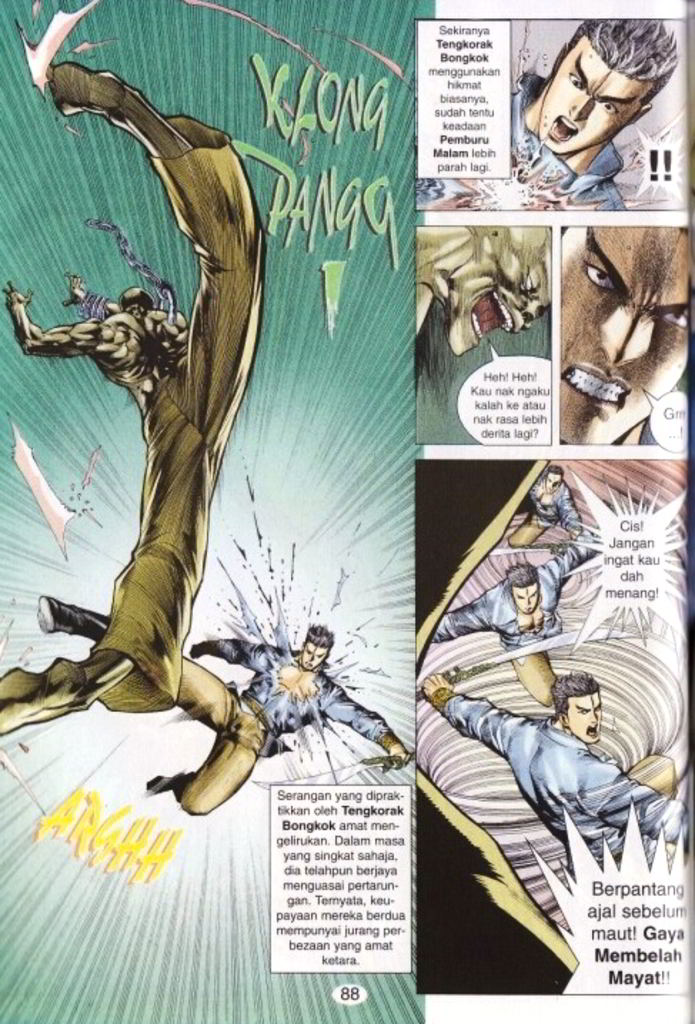 KLONG
PANGG
!
ARGHH
Serangan yang diprak-
tikkan oleh Tengkorak
Bongkok amat men-
gelirukan. Dalam masa
yang singkat sahaja,
dia telahpun berjaya
menguasai pertarun-
gan. Ternyata, keu-
payaan mereka berdua
mempunyai jurang per-
bezaan yang amat
ketara.
Sekiranya
Tengkorak
Bongkok
menggunakan
hikmat
biasanya,
sudah tentu
keadaan
Pemburu
Malam lebih
parah lagi.
!!
Heh! Heh!
Kau nak ngaku
kalah ke atau
nak rasa lebih
derita lagi?
...!
Cis!
Jangan
ingat kau
dah
menang!
Berpantang
ajal sebelum
maut! Gaya
Membelah
Mayat!!
88